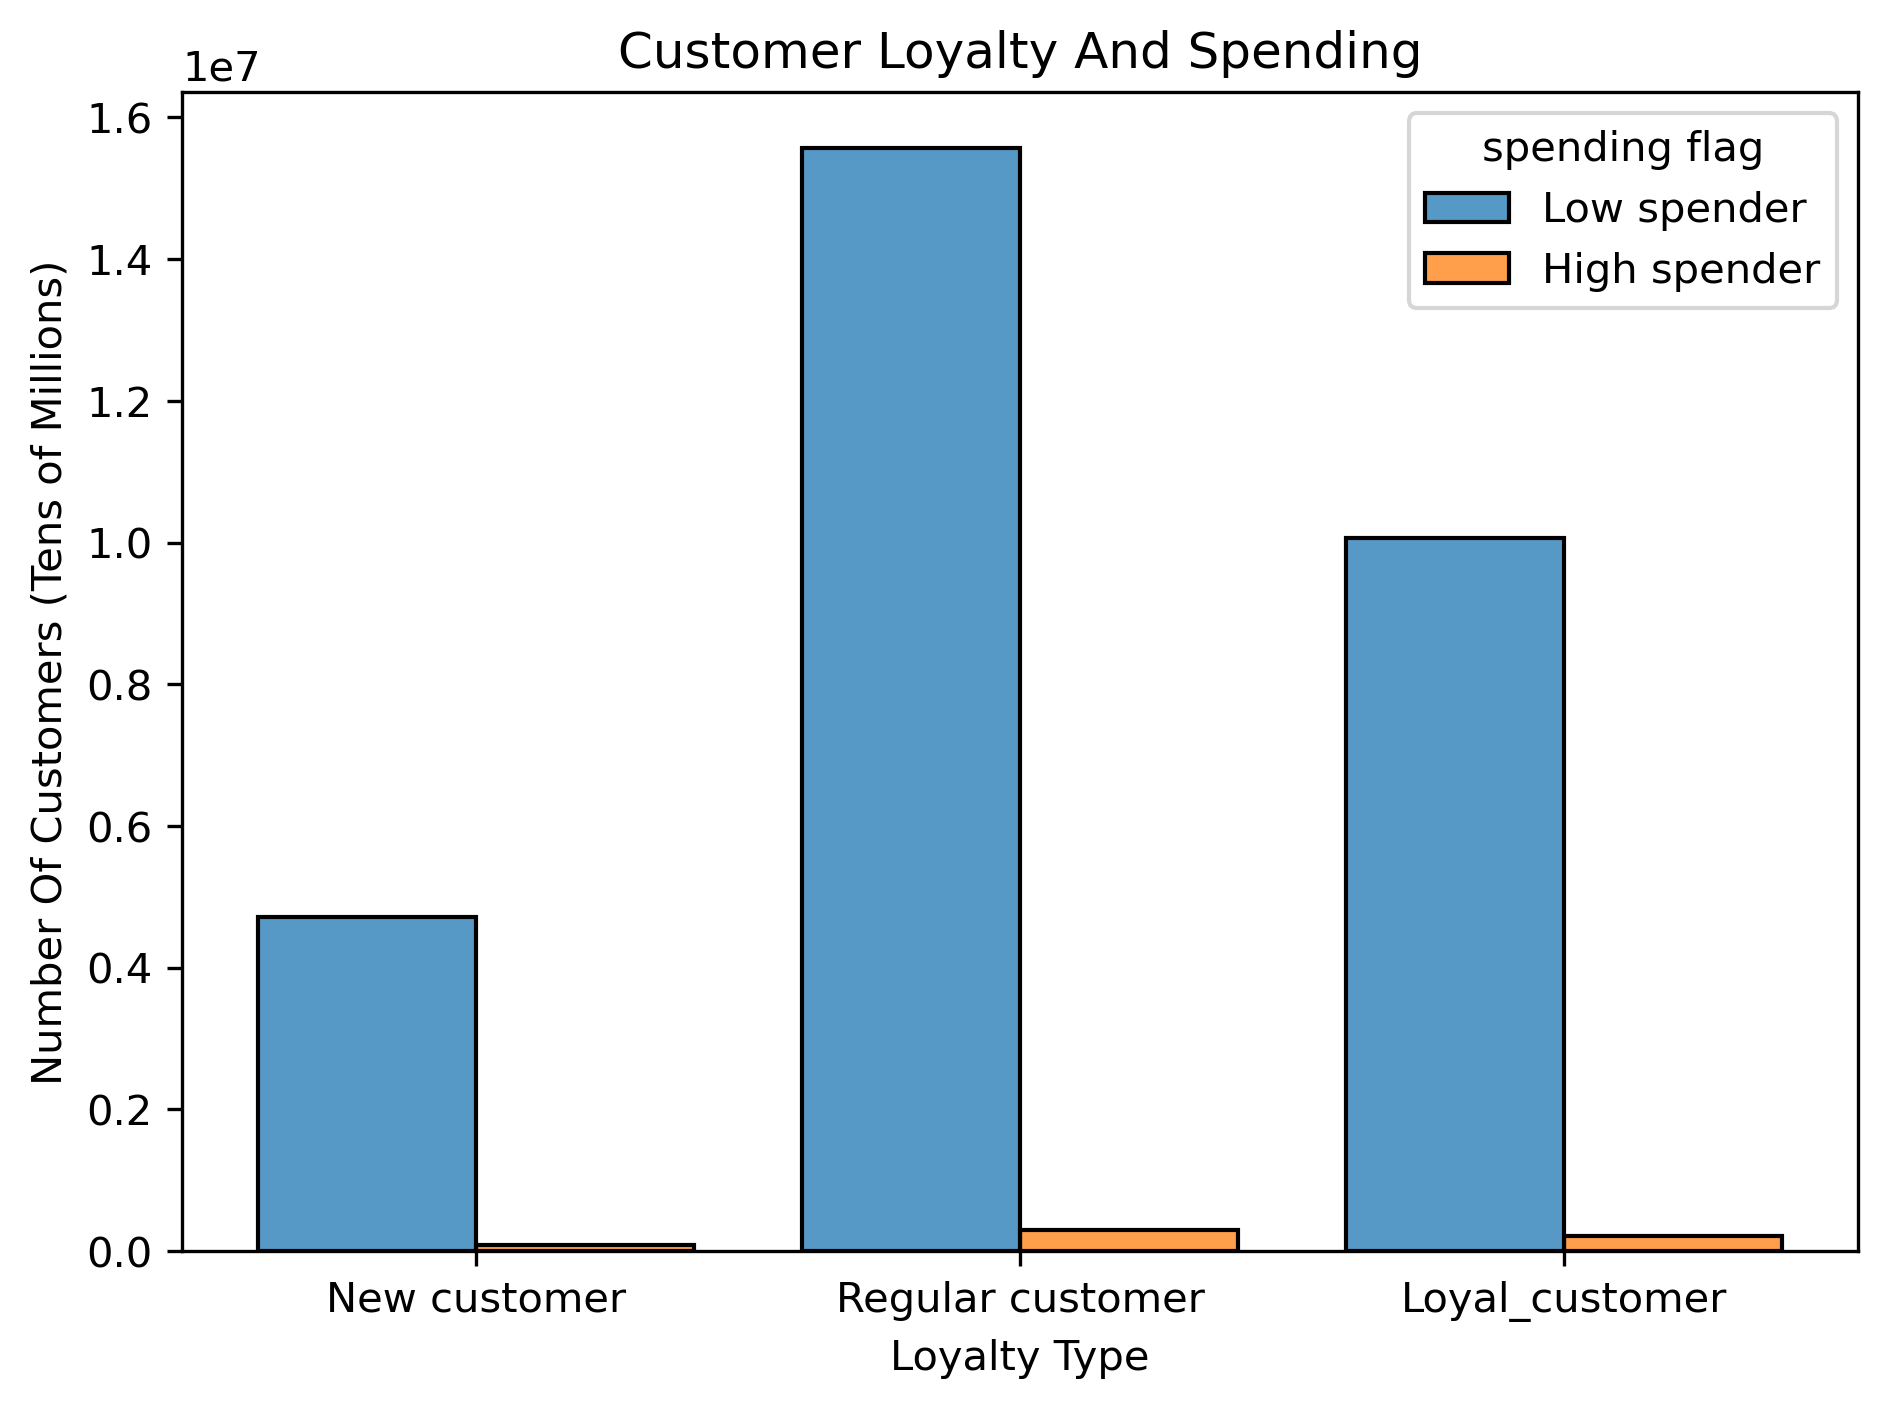 Customer Loyalty And Spending
1e7
spending flag
Low spender
High spender
Number Of Customers (Tens of Millions)
1.6
1.4
1.2
1.0
0.8
0.6
0.4
0.2
0.0
New customer
Regular customer
Loyal_customer
Loyalty Type